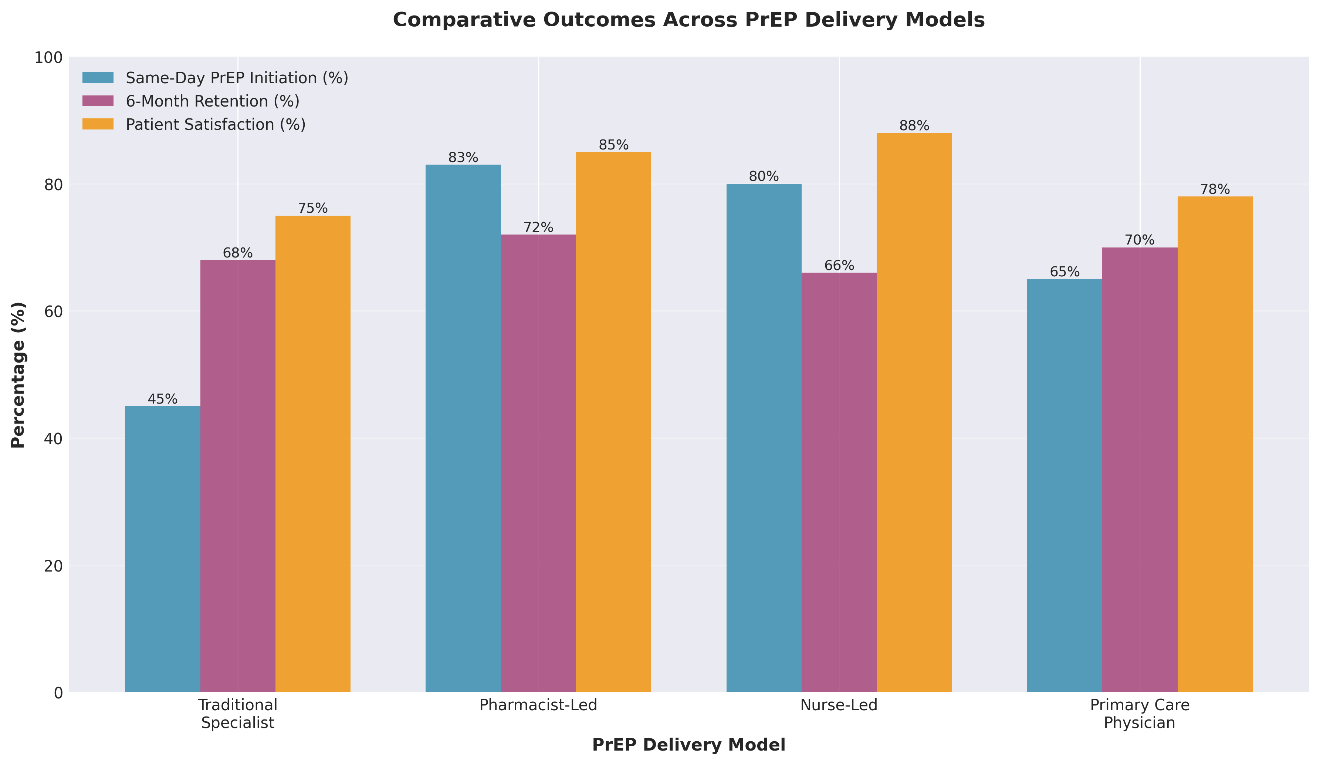 Comparative Outcomes Across PrEP Delivery Models
100
80
60
40
20
0
Percentage (%)
Same-Day PrEP Initiation (%)
6-Month Retention (%)
Patient Satisfaction (%)
45%
68%
75%
83%
72%
85%
80%
66%
88%
65%
70%
78%
Traditional
Specialist
Pharmacist-Led
Nurse-Led
Primary Care
Physician
PrEP Delivery Model